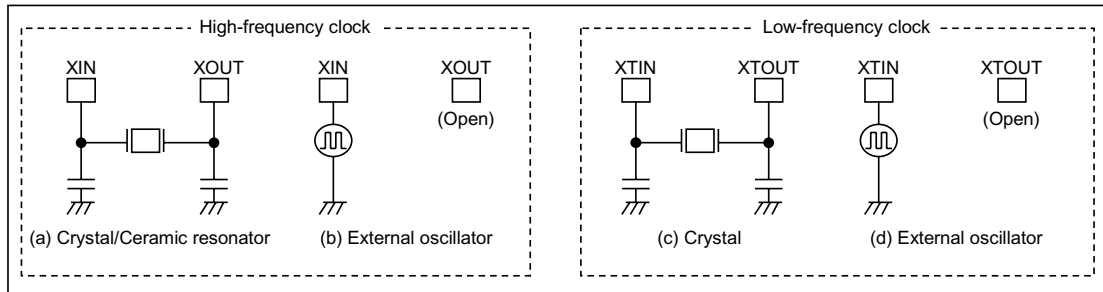 High-frequency clock
Low-frequency clock
XIN XOUT XIN XOUT
XTIN XTOUT XTIN XTOUT
(Open)
(Open)
(a) Crystal/Ceramic resonator
(b) External oscillator
(c) Crystal
(d) External oscillator